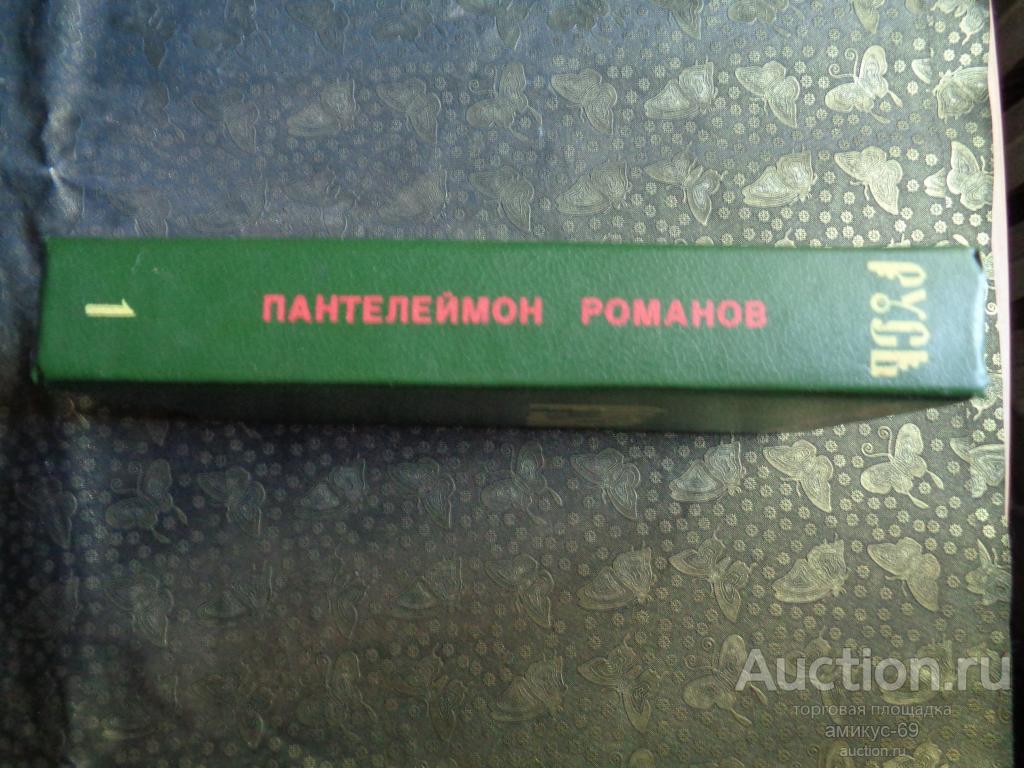 1
ПАНТЕЛЕЙМОН РОМАНОВ
РУСЬ
Auction.ru
торговая площадка
амикус-69
auction.ru